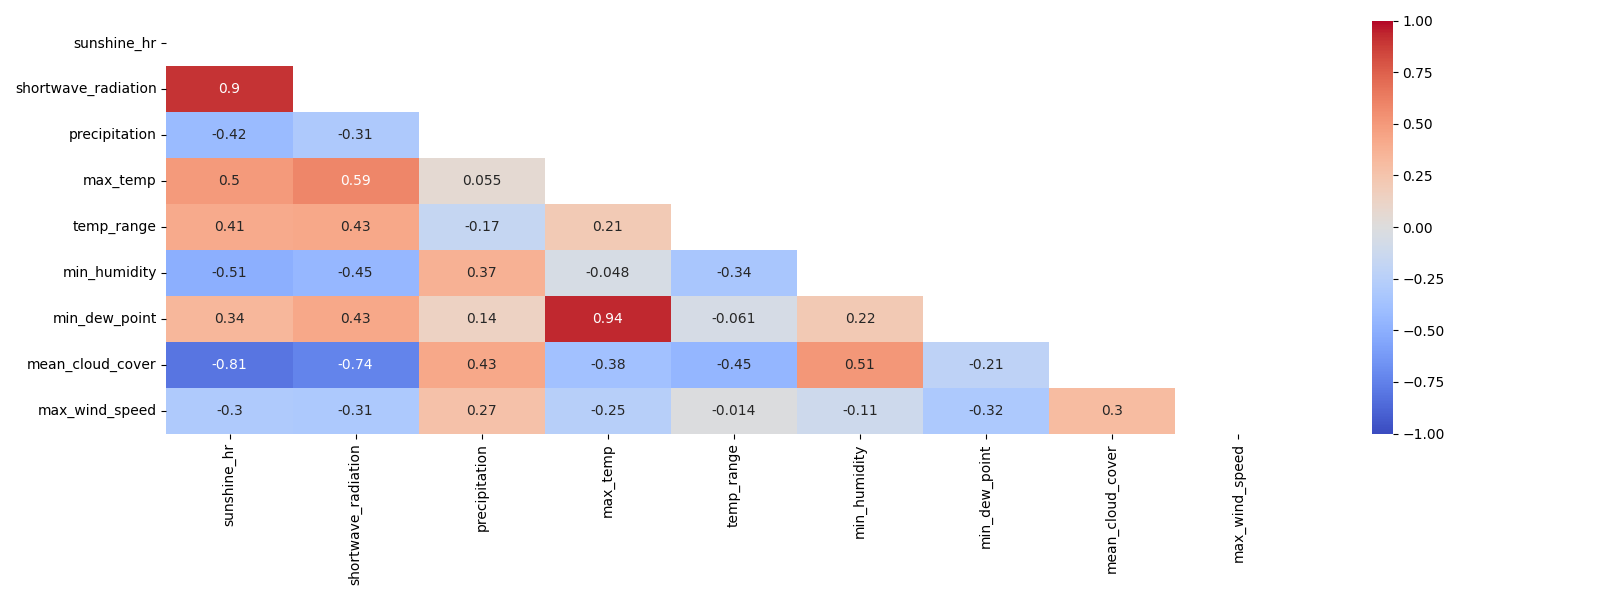 sunshine_hr
shortwave_radiation 0.9
precipitation -0.42 -0.31
max_temp 0.5 0.59 0.055
temp_range 0.41 0.43 -0.17 0.21
min_humidity -0.51 -0.45 0.37 -0.048 -0.34
min_dew_point 0.34 0.43 0.14 0.94 -0.061 0.22
mean_cloud_cover -0.81 -0.74 0.43 -0.38 -0.45 0.51 -0.21
max_wind_speed -0.3 -0.31 0.27 -0.25 -0.014 -0.11 -0.32 0.3
sunshine_hr
shortwave_radiation
precipitation
max_temp
temp_range
min_humidity
min_dew_point
mean_cloud_cover
max_wind_speed
1.00
0.75
0.50
0.25
0.00
−0.25
−0.50
−0.75
−1.00